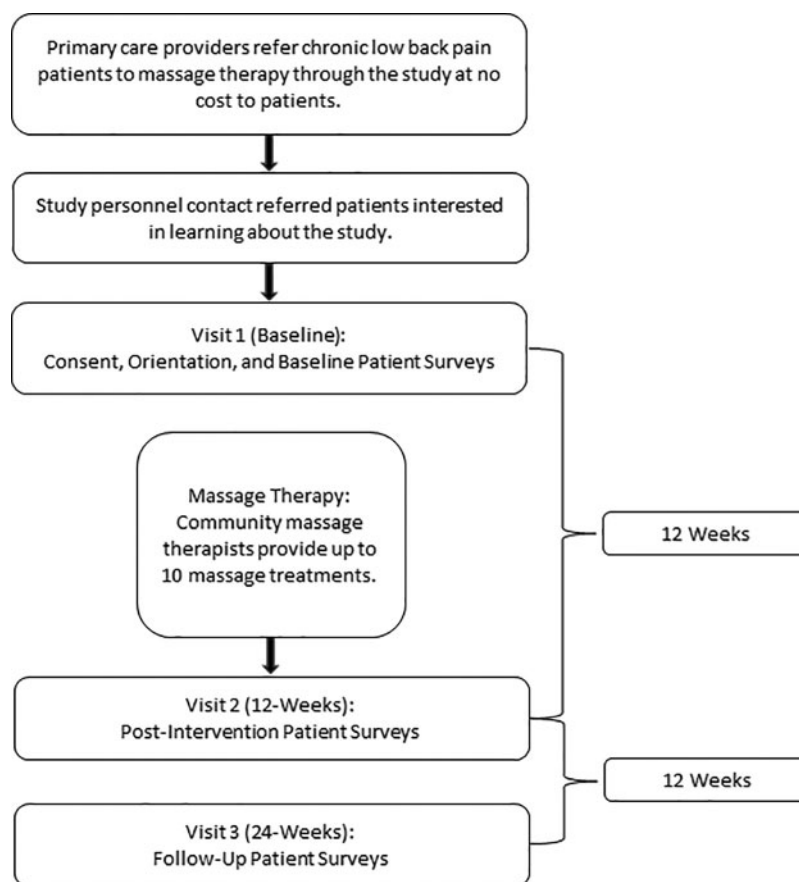 Primary care providers refer chronic low back pain
patients to massage therapy through the study at no
cost to patients.
Study personnel contact referred patients interested
in learning about the study.
Visit 1 (Baseline):
Consent, Orientation, and Baseline Patient Surveys
Massage Therapy:
Community massage
therapists provide up to
10 massage treatments.
12 Weeks
Visit 2 (12-Weeks):
Post-Intervention Patient Surveys
12 Weeks
Visit 3 (24-Weeks):
Follow-Up Patient Surveys